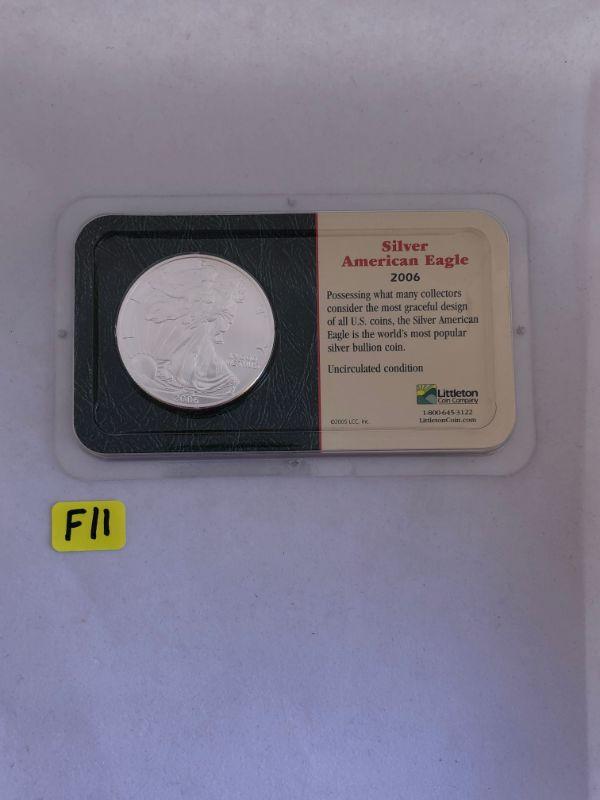 Silver
American Eagle
2006
Possessing what many collectors
consider the most graceful design
of all U.S. coins, the Silver American
Eagle is the world's most popular
silver bullion coin.
Uncirculated condition
Littleton
Coin Company
1-800-645-3122
LittletonCoin.com
©2005 LCC, Inc.
2006
F11